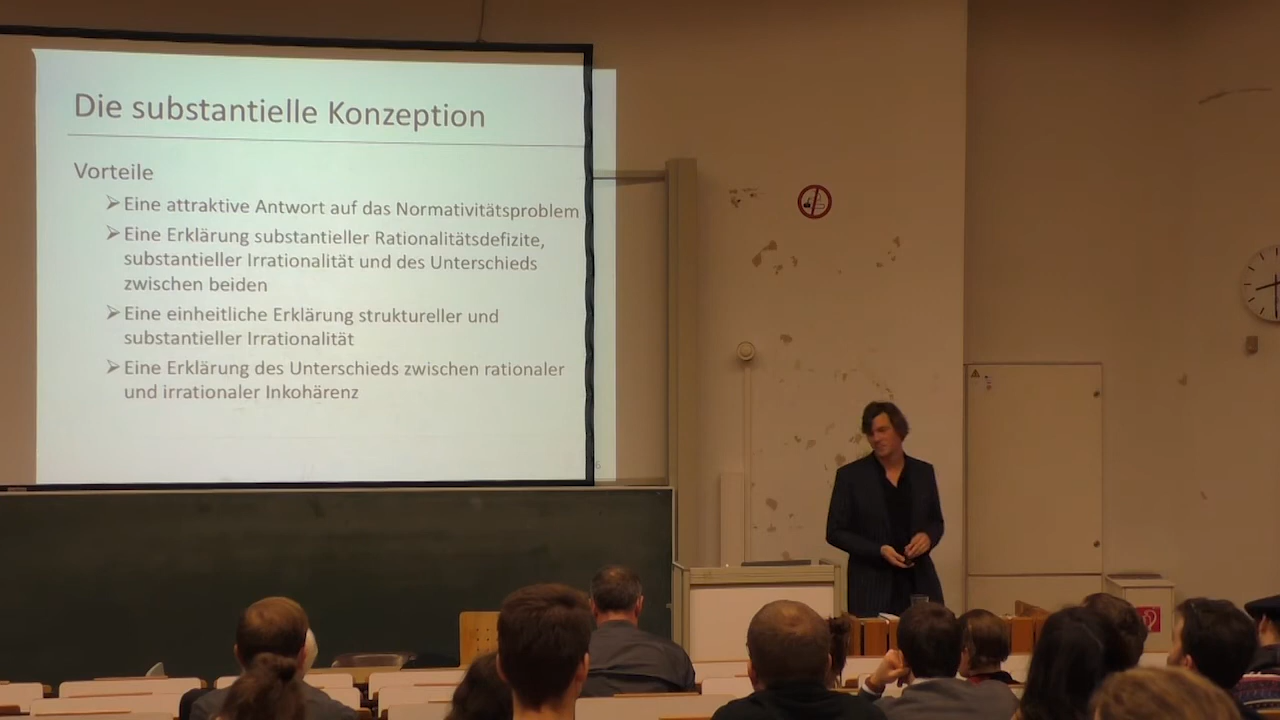 Die substantielle Konzeption
Vorteile
➢Eine attraktive Antwort auf das Normativitätsproblem
➢Eine Erklärung substantieller Rationalitätsdefizite,
substantieller Irrationalität und des Unterschieds
zwischen beiden
➢Eine einheitliche Erklärung struktureller und
substantieller Irrationalität
➢Eine Erklärung des Unterschieds zwischen rationaler
und irrationaler Inkohärenz
6